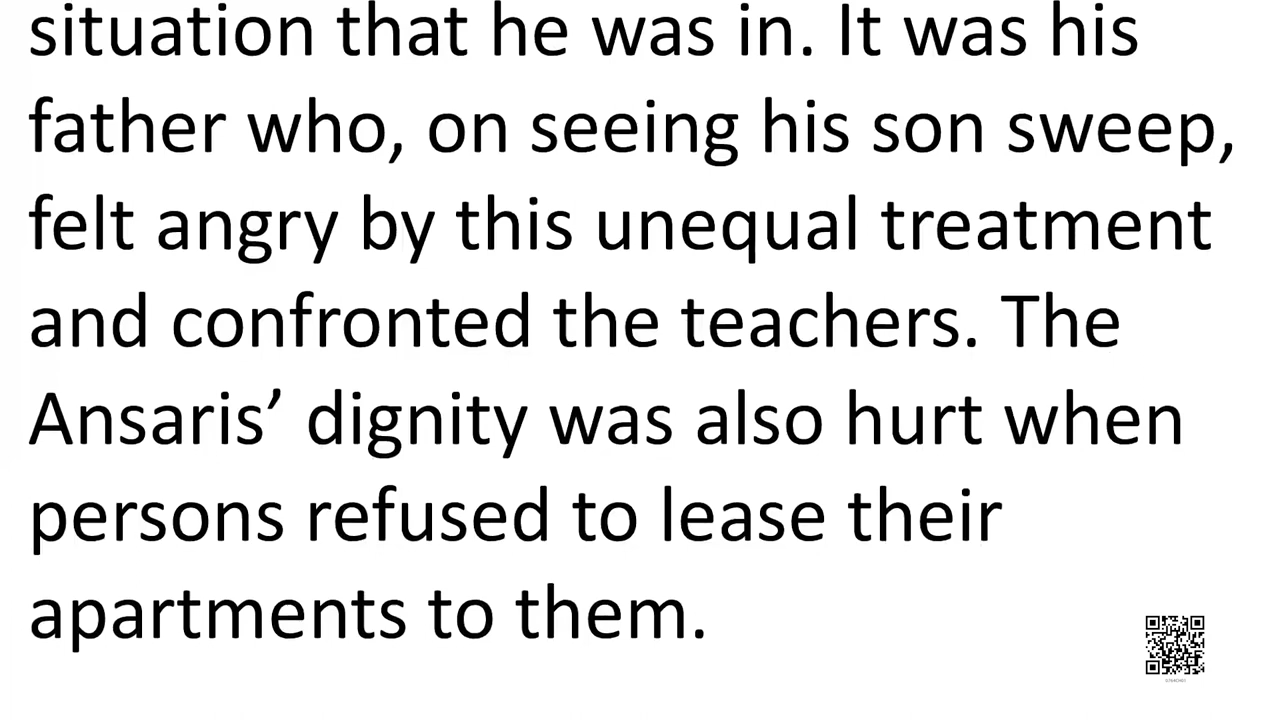 situation that he was in. It was his
father who, on seeing his son sweep,
felt angry by this unequal treatment
and confronted the teachers. The
Ansaris’ dignity was also hurt when
persons refused to lease their
apartments to them.